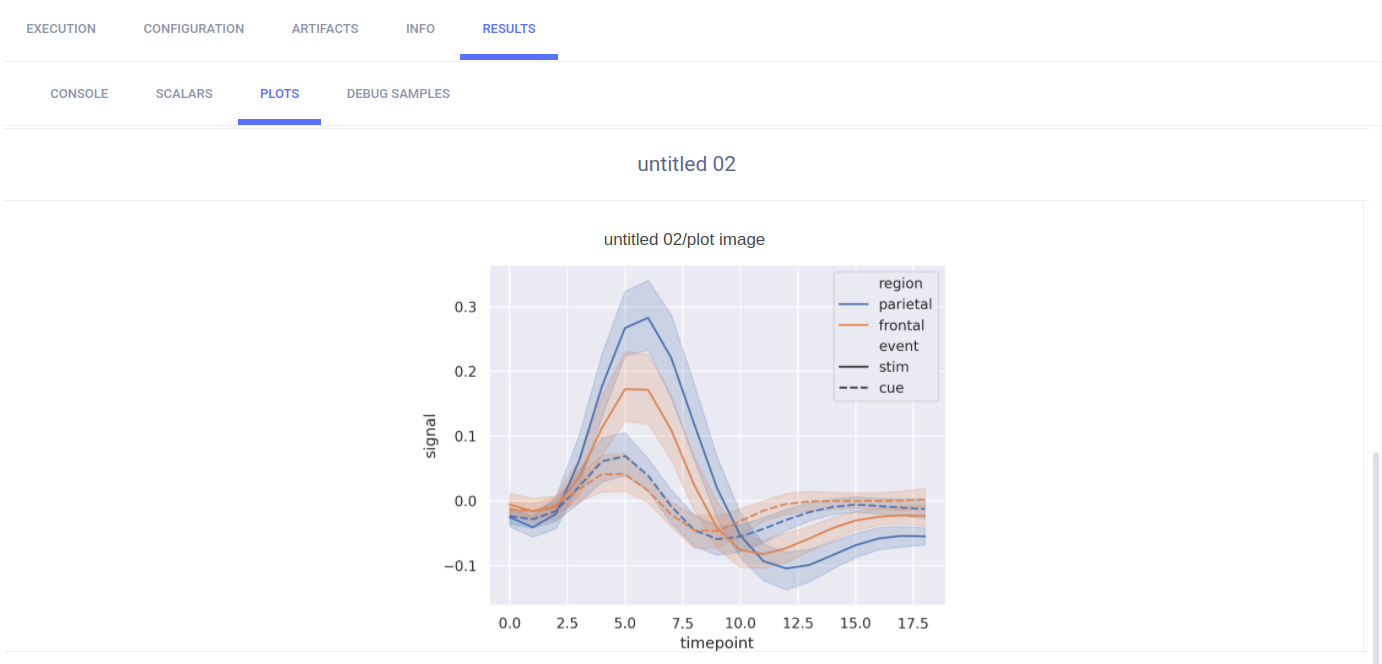 EXECUTION CONFIGURATION ARTIFACTS INFO RESULTS
CONSOLE SCALARS PLOTS DEBUG SAMPLES
untitled 02
untitled 02/plot image
region
parietal
frontal
event
stim
cue
0.3
0.2
0.1
0.0
−0.1
signal
0.0 2.5 5.0 7.5 10.0 12.5 15.0 17.5
timepoint